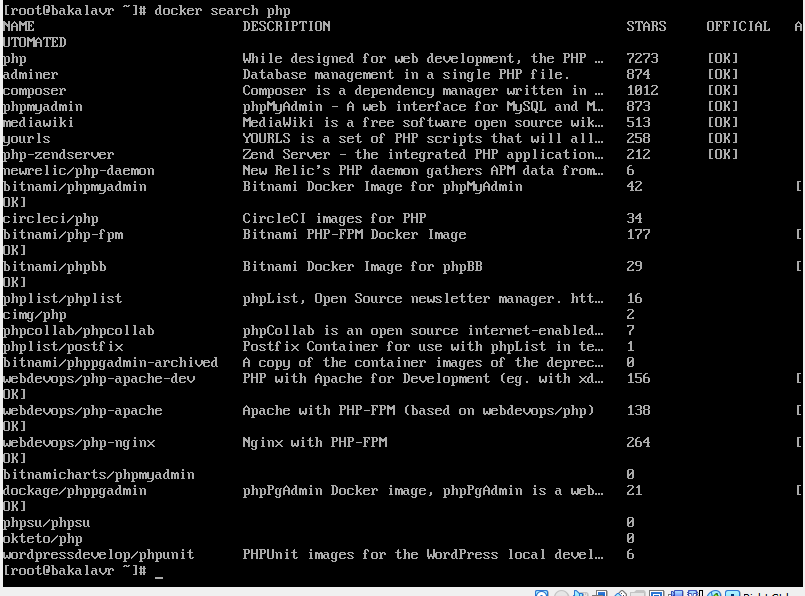 [root@bakalavr ~]# docker search php
NAME DESCRIPTION STARS OFFICIAL A
UTOMATED
php While designed for web development, the PHP … 7273 [OK]
adminer Database management in a single PHP file. 874 [OK]
composer Composer is a dependency manager written in … 1012 [OK]
phpmyadmin phpMyAdmin - A web interface for MySQL and M… 873 [OK]
mediawiki MediaWiki is a free software open source wik… 513 [OK]
yourls YOURLS is a set of PHP scripts that will all… 258 [OK]
php-zendserver Zend Server - the integrated PHP application… 212 [OK]
newrelic/php-daemon New Relic's PHP daemon gathers APM data from… 6
bitnami/phpmyadmin Bitnami Docker Image for phpMyAdmin 42 [
OK]
circleci/php CircleCI images for PHP 34
bitnami/php-fpm Bitnami PHP-FPM Docker Image 177 [
OK]
bitnami/phpbb Bitnami Docker Image for phpBB 29 [
OK]
phplist/phplist phpList, Open Source newsletter manager. htt… 16
cimg/php 2
phpcollab/phpcollab phpCollab is an open source internet-enabled… 7
phplist/postfix Postfix Container for use with phpList in te… 1
bitnami/phppgadmin-archived A copy of the container images of the deprec… 0
webdevops/php-apache-dev PHP with Apache for Development (eg. with xd… 156 [
OK]
webdevops/php-apache Apache with PHP-FPM (based on webdevops/php) 138 [
OK]
webdevops/php-nginx Nginx with PHP-FPM 264 [
OK]
bitnamicharts/phpmyadmin 0
dockage/phppgadmin phpPgAdmin Docker image, phpPgAdmin is a web… 21 [
OK]
phpsu/phpsu 0
okteto/php 0
wordpressdevelop/phpunit PHPUnit images for the WordPress local devel… 6
[root@bakalavr ~]# _